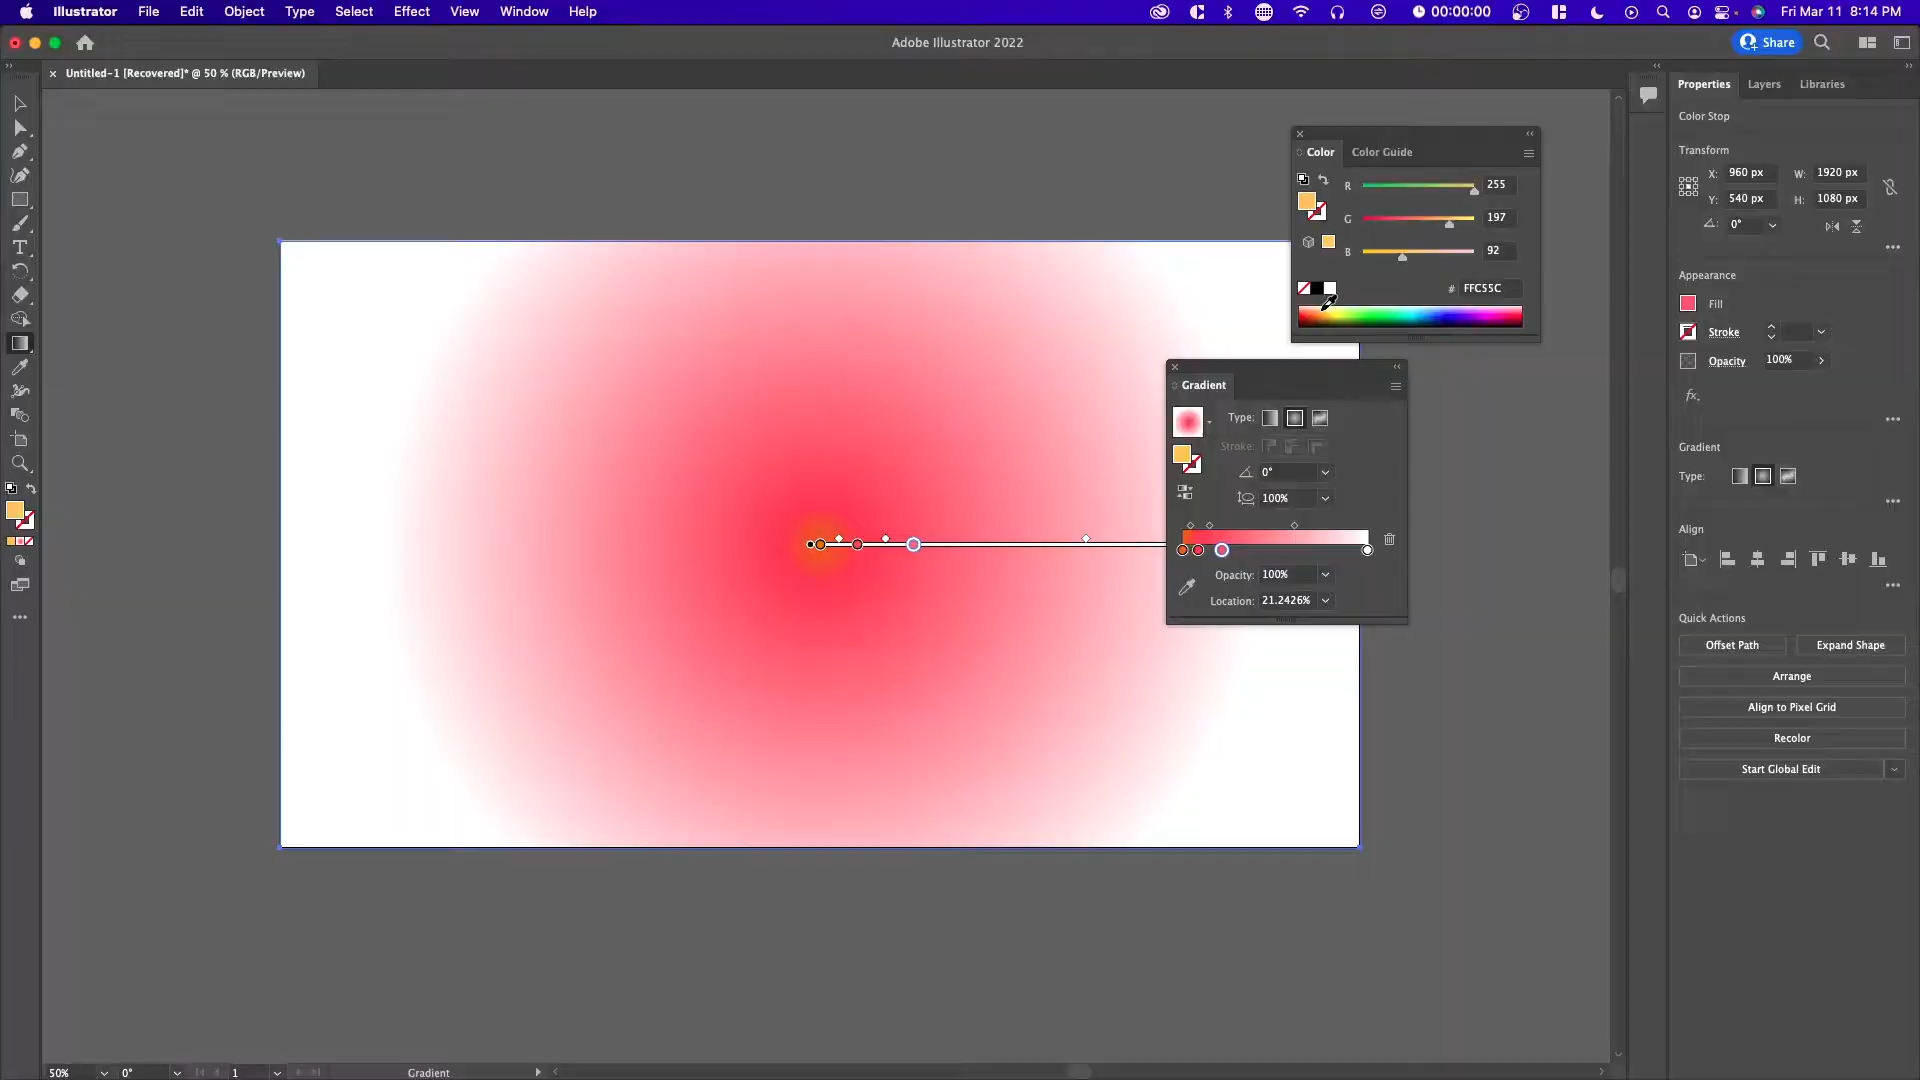 Illustrator File Edit Object Type Select Effect View Window Help 00:00:00 Fri Mar 11 8:14 PM
Adobe Illustrator 2022
Share
× Untitled-1 [Recovered]* @ 50 % (RGB/Preview)
Properties Layers Libraries
Color Stop
Transform
X: 960 px W: 1920 px
Y: 540 px H: 1080 px
0°
Appearance
Fill
Stroke
Opacity 100%
fx.
Gradient
Type:
Align
Quick Actions
Offset Path Expand Shape
Arrange
Align to Pixel Grid
Recolor
Start Global Edit
Color Color Guide
R 255
G 197
B 92
# FFC55C
Gradient
Type:
Stroke:
0°
100%
Opacity: 100%
Location: 21.2426%
50% 0° 1 Gradient